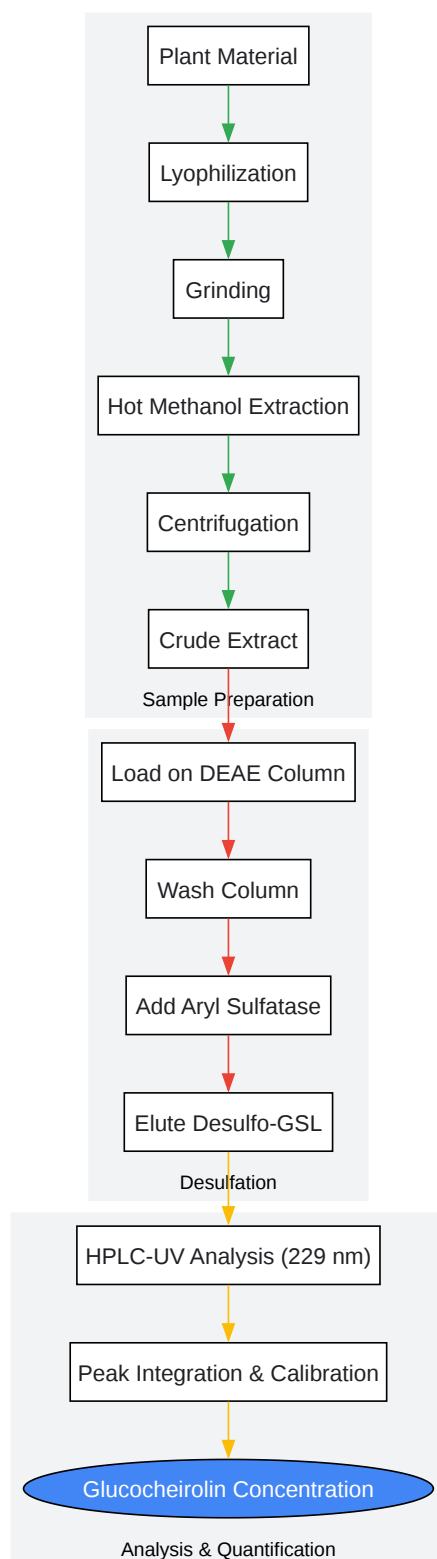 Plant Material
Lyophilization
Grinding
Hot Methanol Extraction
Centrifugation
Crude Extract
Sample Preparation
Load on DEAE Column
Wash Column
Add Aryl Sulfatase
Elute Desulfo-GSL
Desulfation
HPLC-UV Analysis (229 nm)
Peak Integration & Calibration
Glucocheirolin Concentration
Analysis & Quantification